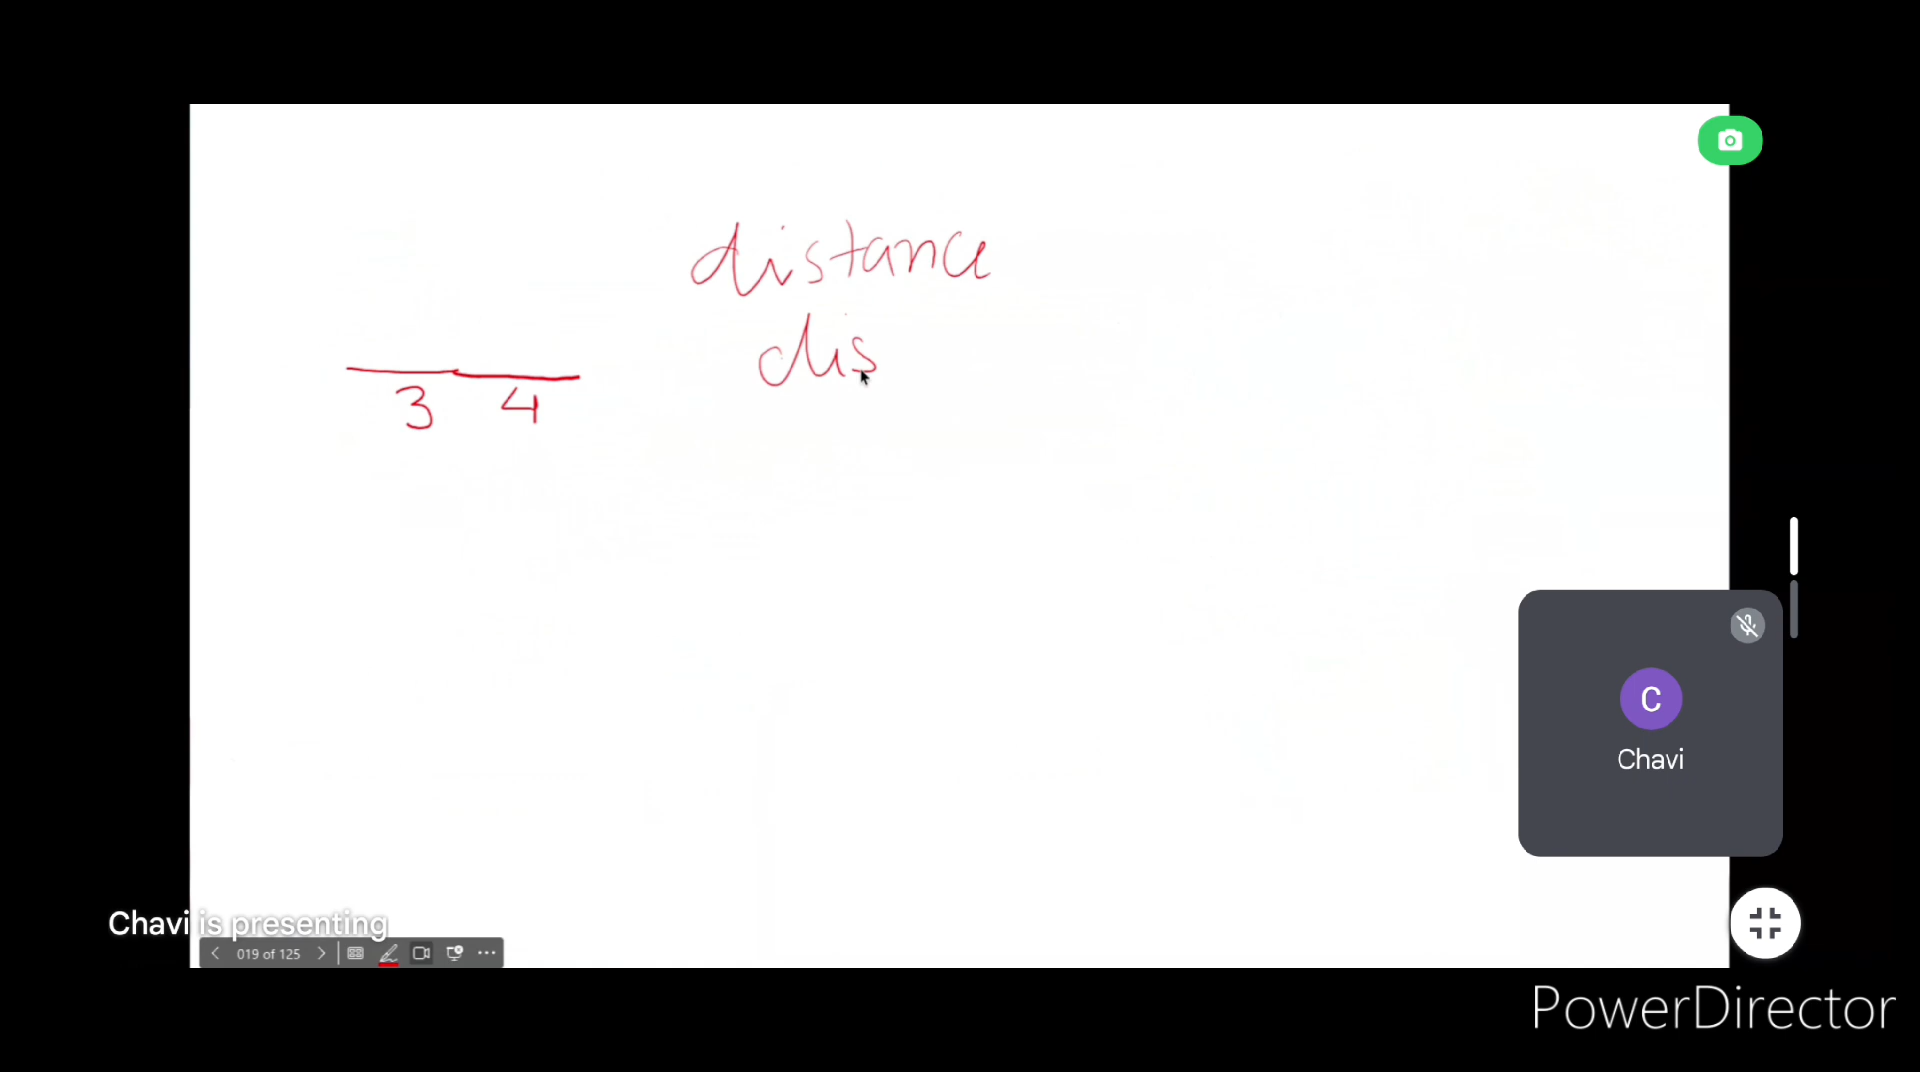 distance
dis
3 4
C
Chavi
Chavi is presenting
019 of 125
PowerDirector